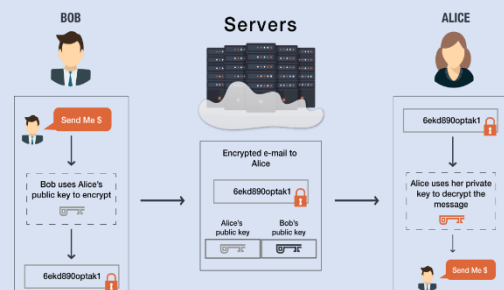 BOB
Servers
ALICE
Send Me $
Bob uses Alice's
public key to encrypt
6ekd890optak1
Encrypted e-mail to
Alice
6ekd890optak1
Alice's
public key
Bob's
public key
6ekd890optak1
Alice uses her private
key to decrypt the
message
Send Me $